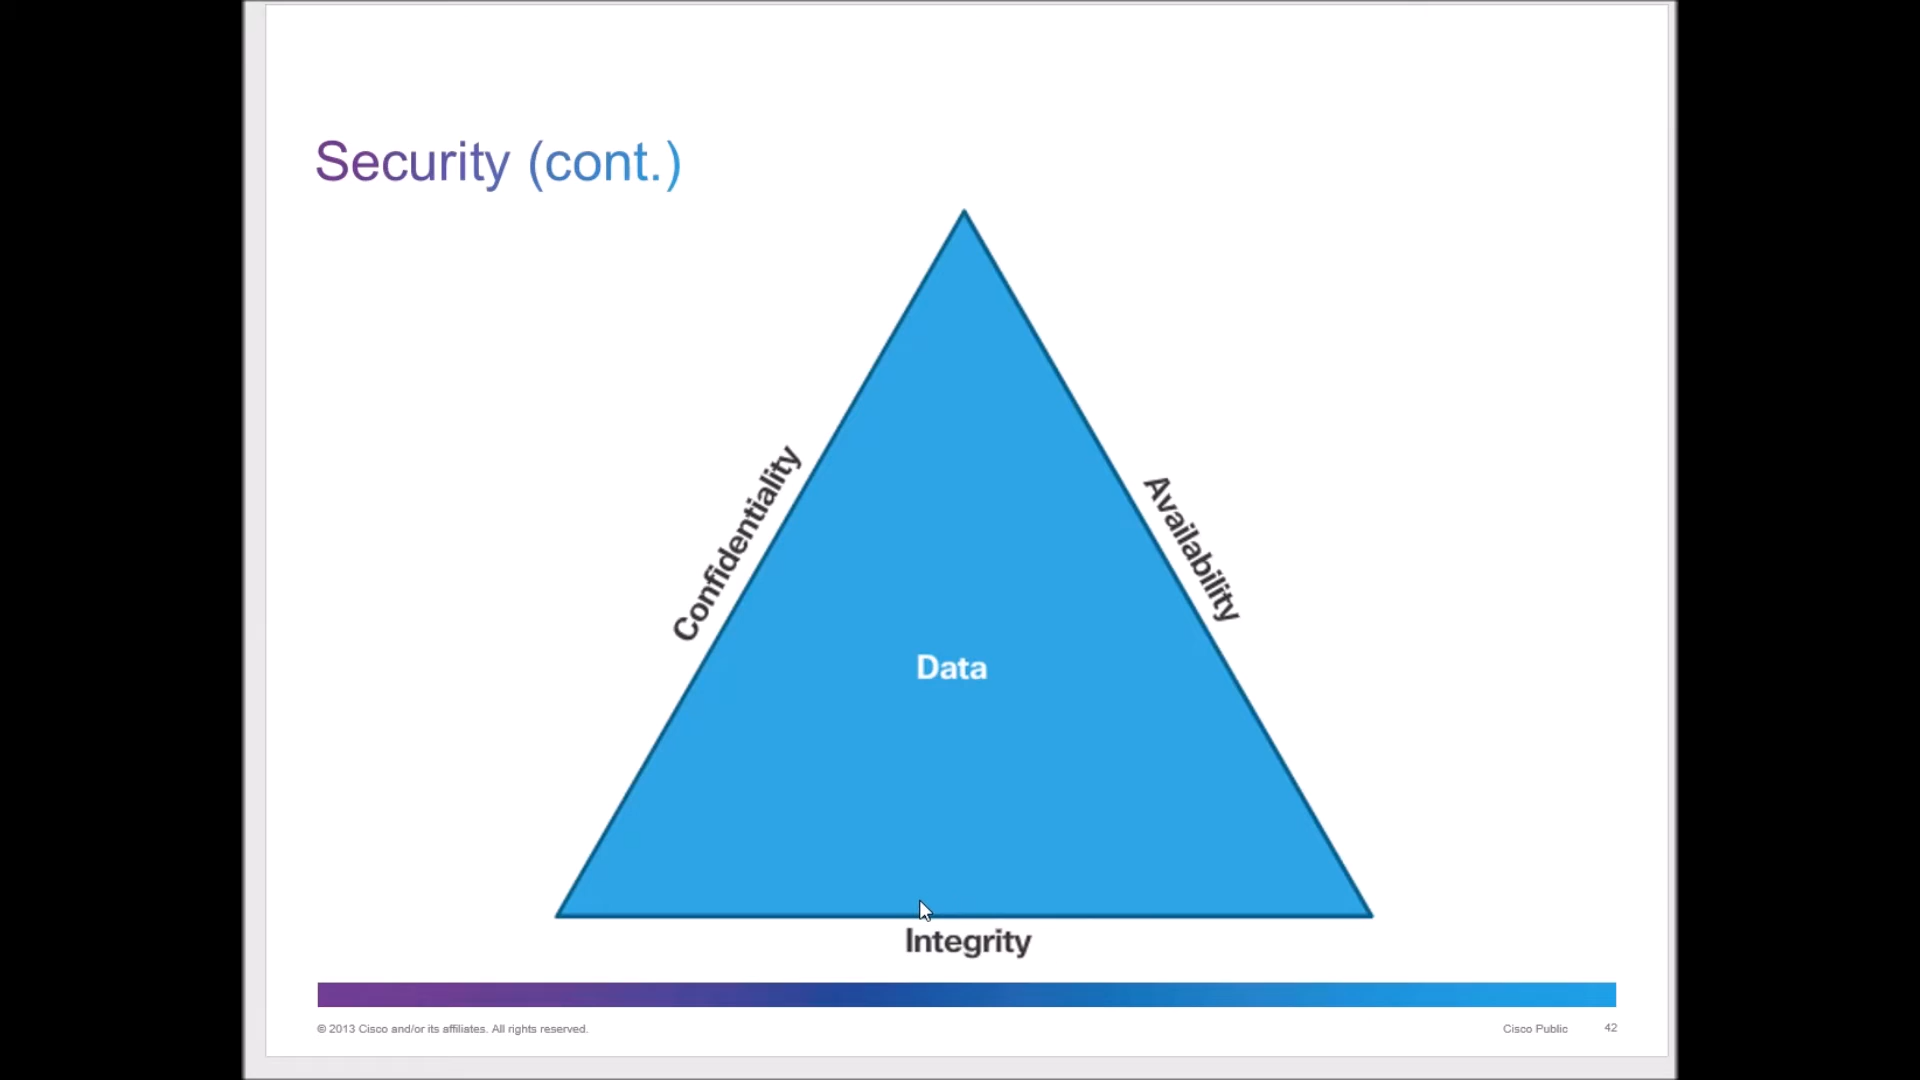 Security (cont.)
Confidentiality
Availability
Data
Integrity
© 2013 Cisco and/or its affiliates. All rights reserved.
Cisco Public 42